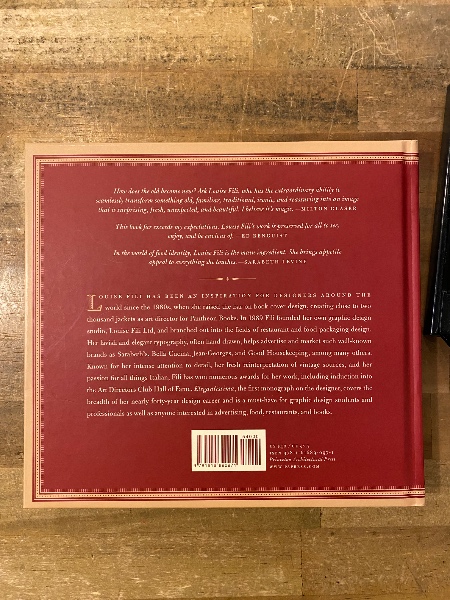 How does the old become new? Ask Louise Fili, who has the extraordinary ability to
seamlessly transform something old, familiar, traditional, iconic, and reassuring into an image
that is surprising, fresh, unexpected, and beautiful. I believe it's magic. —MILTON GLASER
This book far exceeds my expectations. Louise Fili's work is preserved for all to see,
enjoy, and be envious of. —ED BENGUIAT
In the world of food identity, Louise Fili is the main ingredient. She brings appetite
appeal to everything she touches. —SARABETH LEVINE
LOUISE FILI HAS BEEN AN INSPIRATION FOR DESIGNERS AROUND THE
world since the 1980s, when she raised the bar on book cover design, creating close to two
thousand jackets as art director for Pantheon Books. In 1989 Fili founded her own graphic design
studio, Louise Fili Ltd, and branched out into the fields of restaurant and food packaging design.
Her lavish and elegant typography, often hand drawn, helps advertise and market such well-known
brands as Sarabeth's, Bella Cucina, Jean-Georges, and Good Housekeeping, among many others.
Known for her intense attention to detail, her fresh reinterpretation of vintage sources, and her
passion for all things Italian, Fili has won numerous awards for her work, including induction into
the Art Directors Club Hall of Fame. Elegantissima, the first monograph on the designer, covers the
breadth of her nearly forty-year design career and is a must-have for graphic design students and
professionals as well as anyone interested in advertising, food, restaurants, and books.
Princeton Architectural Press
WWW.PAPRESS.COM